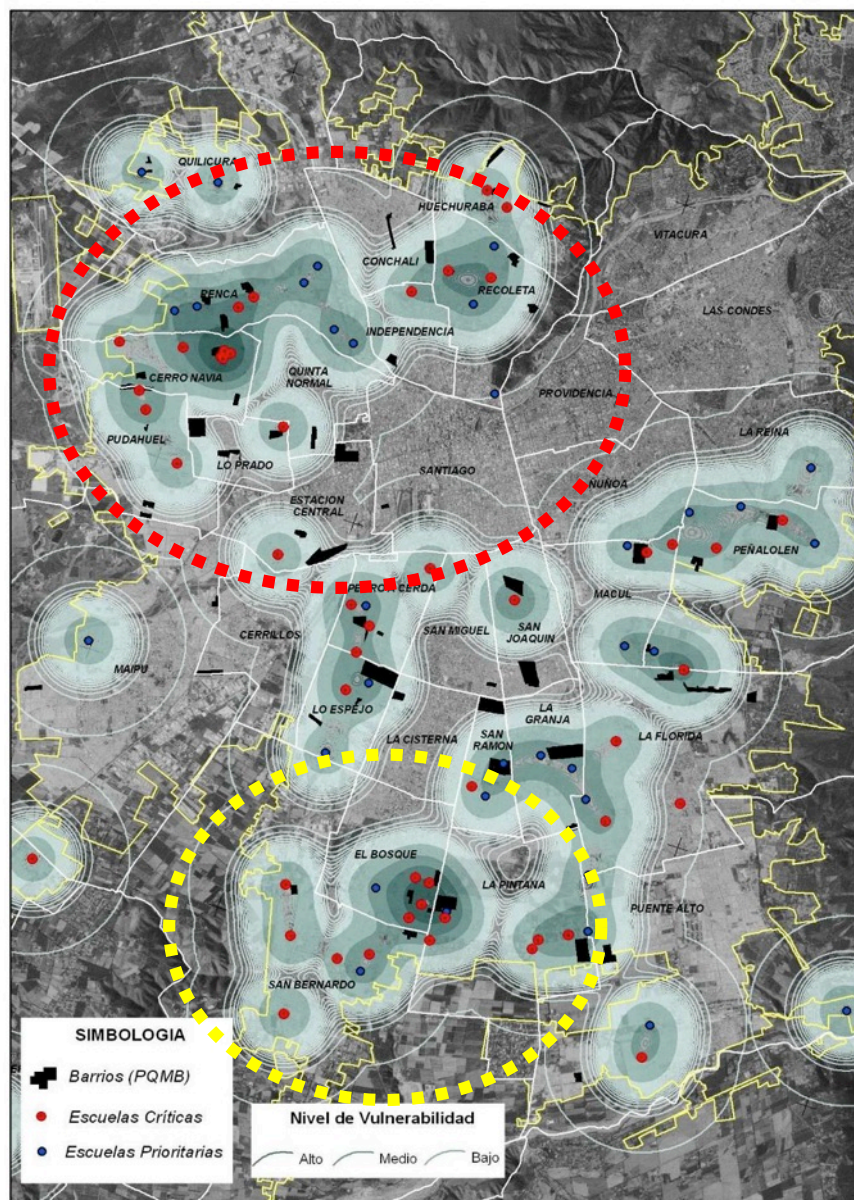 QUILICURA
HUECHURABA
VITACURA
CONCHALI
LAS CONDES
RENCA
RECOLETA
INDEPENDENCIA
CERRO NAVIA
QUINTA
NORMAL
PROVIDENCIA
PUDAHUEL
LO PRADO
SANTIAGO
LA REINA
ÑUÑOA
ESTACION
CENTRAL
PEÑALOLEN
MACUL
CERRILLOS
SAN MIGUEL
SAN
JOAQUIN
MAIPU
LO ESPEJO
LA CISTERNA
SAN
RAMON
LA
GRANJA
LA FLORIDA
EL BOSQUE
LA PINTANA
PUENTE ALTO
SAN BERNARDO
SIMBOLOGIA
Barrios (PQMB)
Escuelas Críticas
Escuelas Prioritarias
Nivel de Vulnerabilidad
Alto Medio Bajo